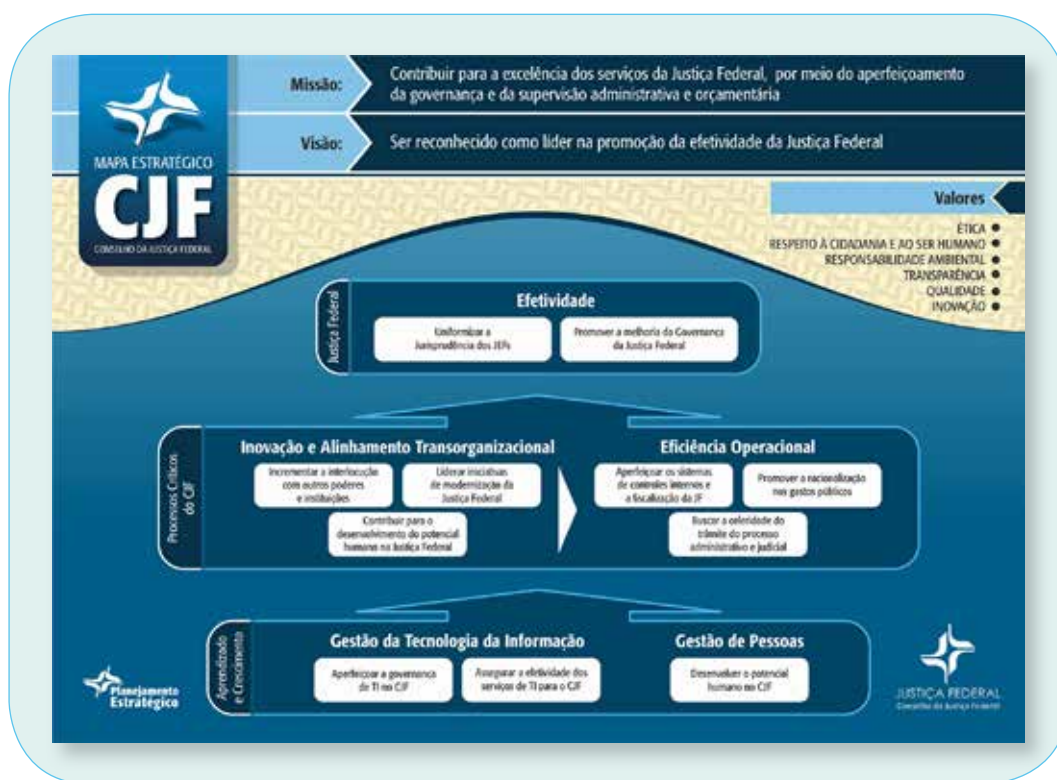 MAPA ESTRATÉGICO
CJF
CONSELHO DA JUSTIÇA FEDERAL
Missão:
Contribuir para a excelência dos serviços da Justiça Federal, por meio do aperfeiçoamento
da governança e da supervisão administrativa e orçamentária
Visão:
Ser reconhecido como líder na promoção da efetividade da Justiça Federal
Valores
ÉTICA
RESPEITO À CIDADANIA E AO SER HUMANO
RESPONSABILIDADE AMBIENTAL
TRANSPARÊNCIA
QUALIDADE
INOVAÇÃO
Justiça Federal
Efetividade
Uniformizar a
Jurisprudência dos JEFs
Promover a melhoria da Governança
da Justiça Federal
Processos Críticos
do CJF
Inovação e Alinhamento Transorganizacional
Incrementar a interlocução
com outros poderes
e instituições
Liderar iniciativas
de modernização da
Justiça Federal
Contribuir para o
desenvolvimento do potencial
humano na Justiça Federal
Eficiência Operacional
Aperfeiçoar os sistemas
de controles internos e
a fiscalização da JF
Promover a racionalização
nos gastos públicos
Buscar a celeridade do
trâmite do processo
administrativo e judicial
Aprendizado
e Crescimento
Gestão da Tecnologia da Informação
Aperfeiçoar a governança
de TI no CJF
Assegurar a efetividade dos
serviços de TI para o CJF
Gestão de Pessoas
Desenvolver o potencial
humano no CJF
Planejamento
Estratégico
JUSTIÇA FEDERAL
Conselho da Justiça Federal